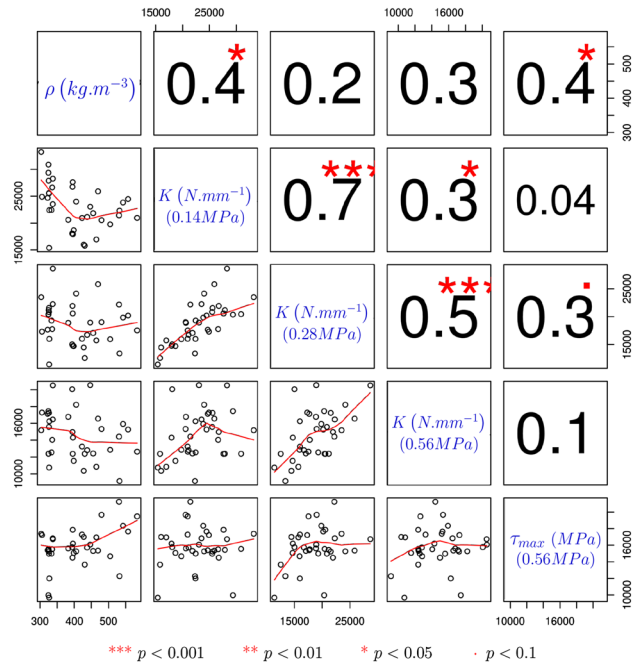 15000 25000 10000 16000
ρ (kg.m⁻³) 0.4 * 0.2 0.3 0.4 * 300 400 500
15000 25000 K (N.mm⁻¹) 0.7 *** 0.3 * 0.04
(0.14MPa)
K (N.mm⁻¹) 0.5 *** 0.3 . 15000 25000
(0.28MPa)
10000 16000 K (N.mm⁻¹) 0.1
(0.56MPa)
τmax (MPa) 10000 16000
(0.56MPa)
300 400 500 15000 25000 10000 16000
*** p < 0.001 ** p < 0.01 * p < 0.05 · p < 0.1